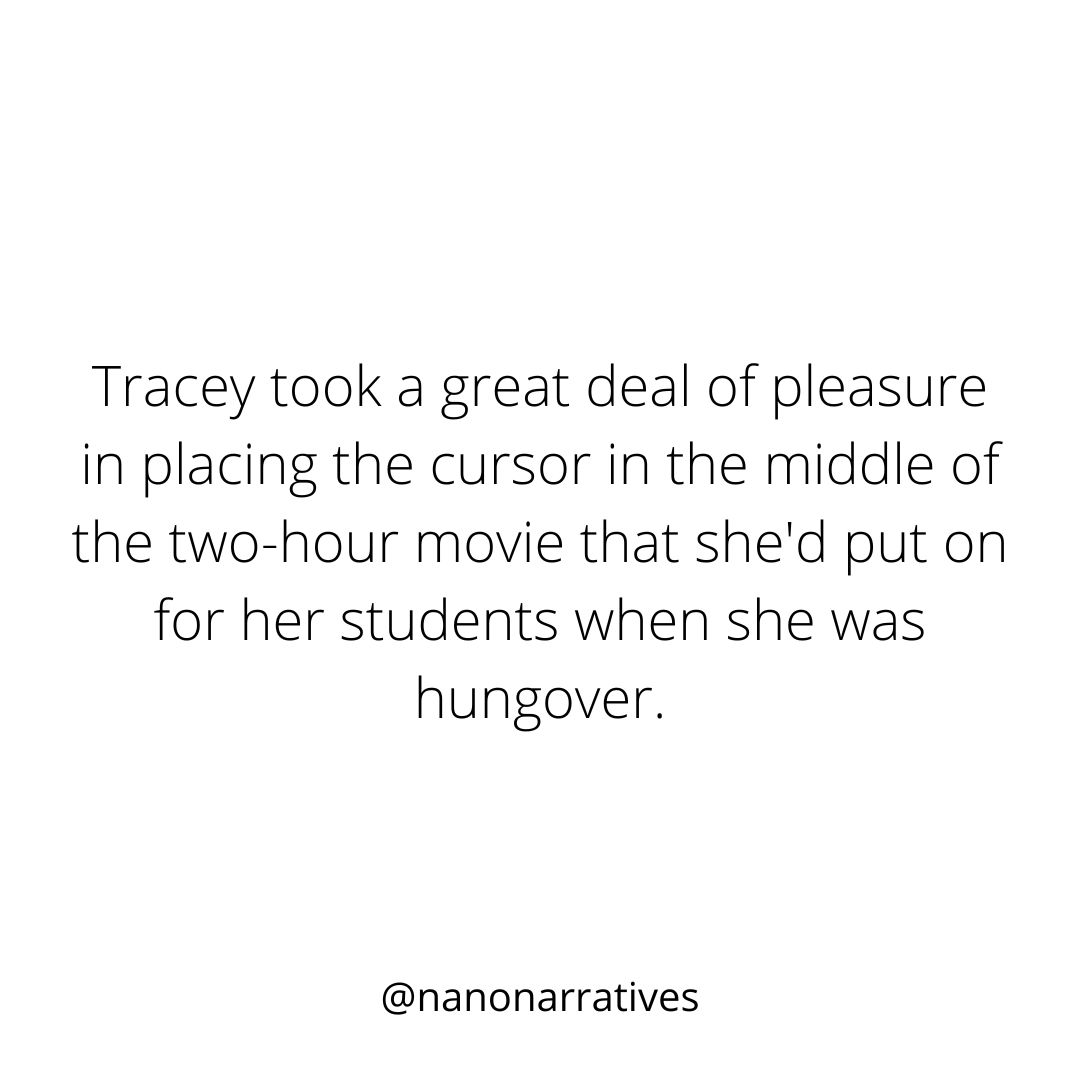 Tracey took a great deal of pleasure
in placing the cursor in the middle of
the two-hour movie that she'd put on
for her students when she was
hungover.
@nanonarratives